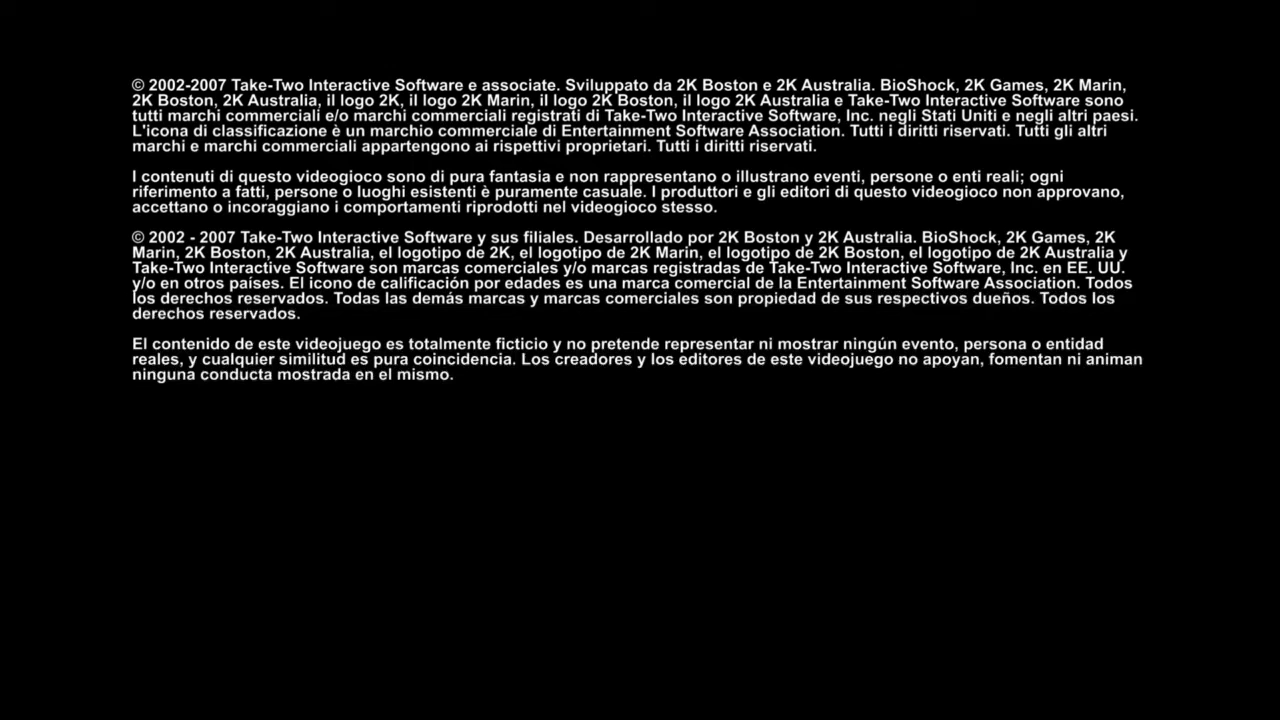 © 2002-2007 Take-Two Interactive Software e associate. Sviluppato da 2K Boston e 2K Australia. BioShock, 2K Games, 2K Marin,
2K Boston, 2K Australia, il logo 2K, il logo 2K Marin, il logo 2K Boston, il logo 2K Australia e Take-Two Interactive Software sono
tutti marchi commerciali e/o marchi commerciali registrati di Take-Two Interactive Software, Inc. negli Stati Uniti e negli altri paesi.
L'icona di classificazione è un marchio commerciale di Entertainment Software Association. Tutti i diritti riservati. Tutti gli altri
marchi e marchi commerciali appartengono ai rispettivi proprietari. Tutti i diritti riservati.
I contenuti di questo videogioco sono di pura fantasia e non rappresentano o illustrano eventi, persone o enti reali; ogni
riferimento a fatti, persone o luoghi esistenti è puramente casuale. I produttori e gli editori di questo videogioco non approvano,
accettano o incoraggiano i comportamenti riprodotti nel videogioco stesso.
© 2002 - 2007 Take-Two Interactive Software y sus filiales. Desarrollado por 2K Boston y 2K Australia. BioShock, 2K Games, 2K
Marin, 2K Boston, 2K Australia, el logotipo de 2K, el logotipo de 2K Marin, el logotipo de 2K Boston, el logotipo de 2K Australia y
Take-Two Interactive Software son marcas comerciales y/o marcas registradas de Take-Two Interactive Software, Inc. en EE. UU.
y/o en otros países. El icono de calificación por edades es una marca comercial de la Entertainment Software Association. Todos
los derechos reservados. Todas las demás marcas y marcas comerciales son propiedad de sus respectivos dueños. Todos los
derechos reservados.
El contenido de este videojuego es totalmente ficticio y no pretende representar ni mostrar ningún evento, persona o entidad
reales, y cualquier similitud es pura coincidencia. Los creadores y los editores de este videojuego no apoyan, fomentan ni animan
ninguna conducta mostrada en el mismo.